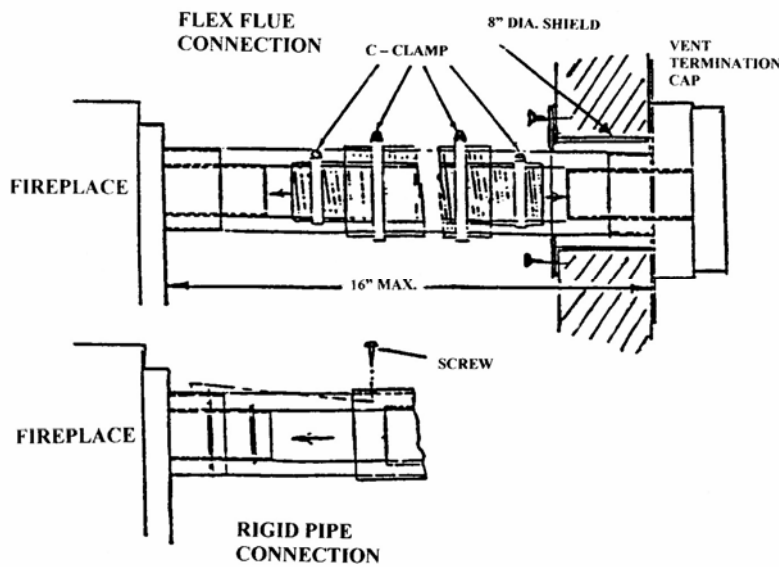 FLEX FLUE
CONNECTION
C – CLAMP
8" DIA. SHIELD
VENT
TERMINATION
CAP
FIREPLACE
16" MAX.
SCREW
FIREPLACE
RIGID PIPE
CONNECTION